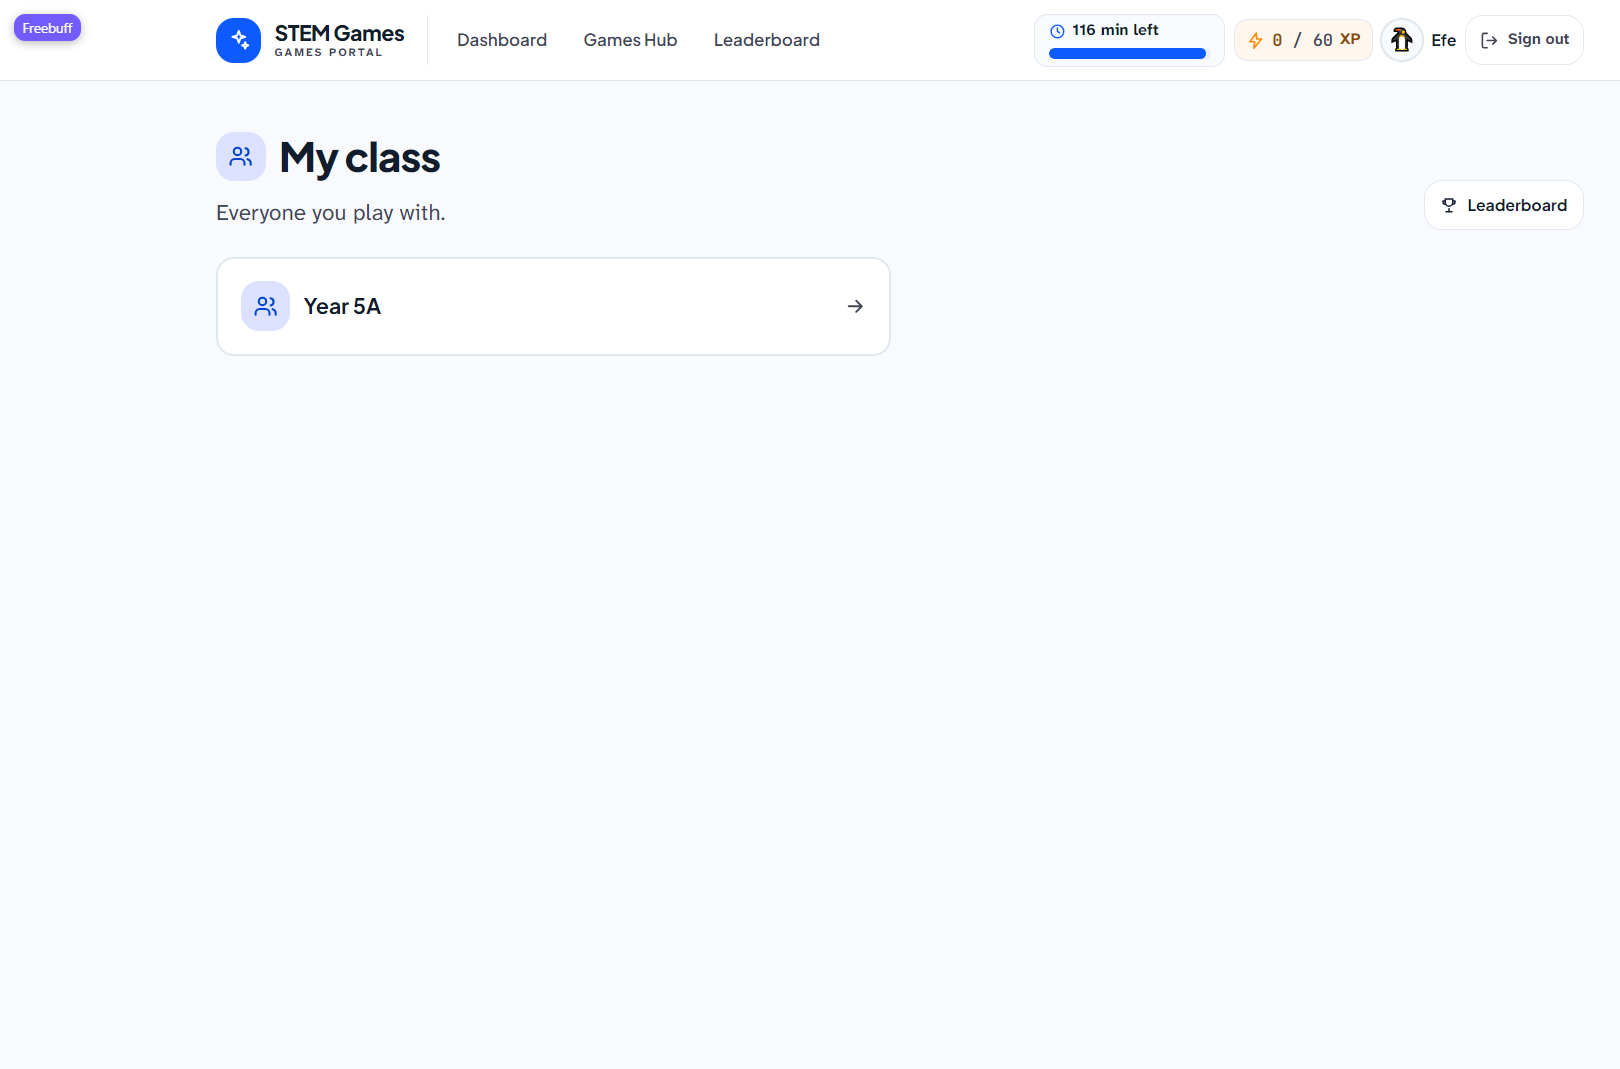 Freebuff
STEM Games
GAMES PORTAL
Dashboard
Games Hub
Leaderboard
116 min left
0 / 60 XP
Efe
Sign out
My class
Everyone you play with.
Leaderboard
Year 5A